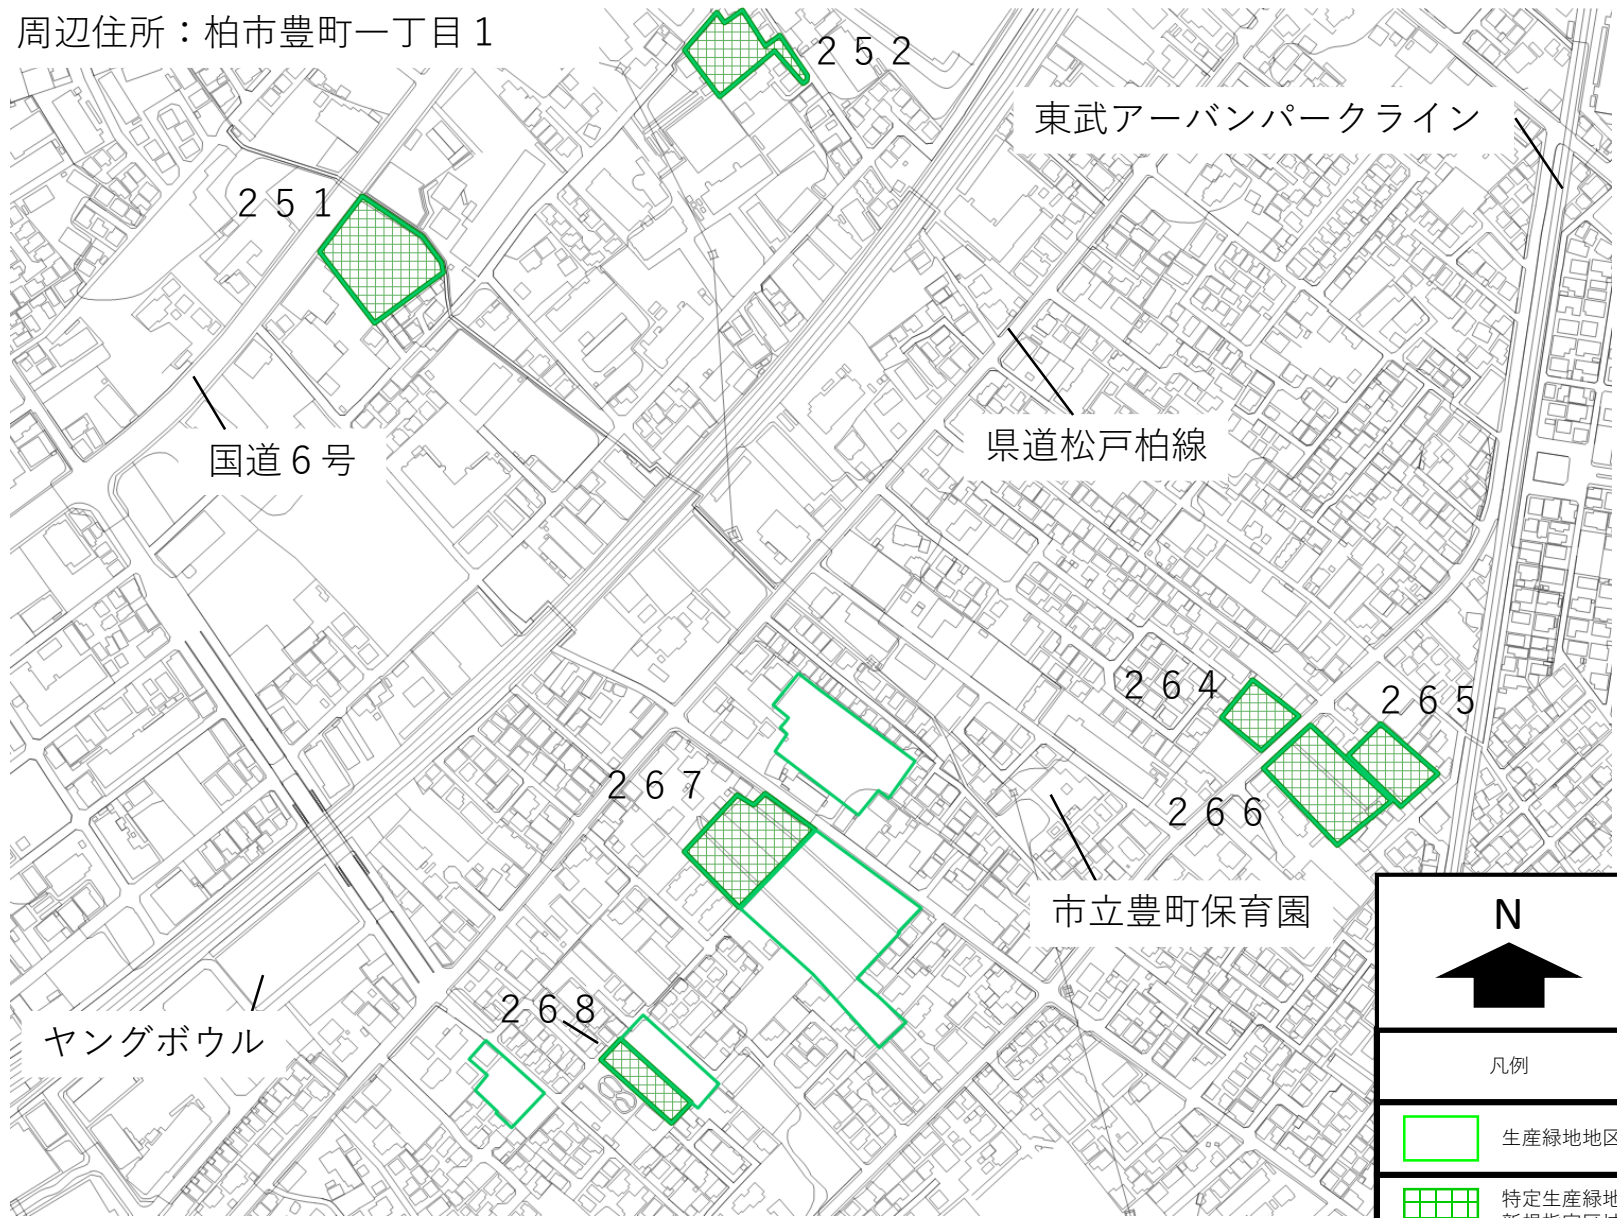 周辺住所：柏市豊町一丁目１
２５２
東武アーバンパークライン
２５１
国道６号
県道松戸柏線
２６４
２６５
２６７
２６６
市立豊町保育園
２６８
ヤングボウル
N
凡例
生産緑地地区
特定生産緑地